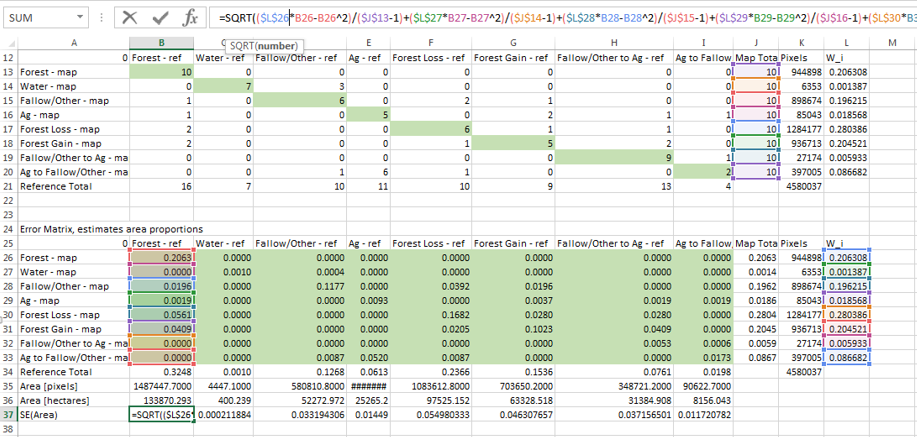 SUM =SQRT(($L$26*B26-B26^2)/($J$13-1)+($L$27*B27-B27^2)/($J$14-1)+($L$28*B28-B28^2)/($J$15-1)+($L$29*B29-B29^2)/($J$16-1)+($L$30*B3
SQRT(number)
A B C D E F G H I J K L M
12 0 Forest - ref Water - ref Fallow/Other - ref Ag - ref Forest Loss - ref Forest Gain - ref Fallow/Other to Ag - ref Ag to Fallow Map Tota Pixels W_i
13 Forest - map 10 0 0 0 0 0 0 0 10 944898 0.206308
14 Water - map 0 7 3 0 0 0 0 0 10 6353 0.001387
15 Fallow/Other - map 1 0 6 0 2 1 0 0 10 898674 0.196215
16 Ag - map 1 0 0 5 0 2 1 1 10 85043 0.018568
17 Forest Loss - map 2 0 0 0 6 1 1 0 10 1284177 0.280386
18 Forest Gain - map 2 0 0 0 1 5 2 0 10 936713 0.204521
19 Fallow/Other to Ag - ma 0 0 0 0 0 0 9 1 10 27174 0.005933
20 Ag to Fallow/Other - ma 0 0 1 6 1 0 0 2 10 397005 0.086682
21 Reference Total 16 7 10 11 10 9 13 4 4580037
22
23
24 Error Matrix, estimates area proportions
25 0 Forest - ref Water - ref Fallow/Other - ref Ag - ref Forest Loss - ref Forest Gain - ref Fallow/Other to Ag - ref Ag to Fallow Map Tota Pixels W_i
26 Forest - map 0.2063 0.0000 0.0000 0.0000 0.0000 0.0000 0.0000 0.0000 0.2063 944898 0.206308
27 Water - map 0.0000 0.0010 0.0004 0.0000 0.0000 0.0000 0.0000 0.0000 0.0014 6353 0.001387
28 Fallow/Other - map 0.0196 0.0000 0.1177 0.0000 0.0392 0.0196 0.0000 0.0000 0.1962 898674 0.196215
29 Ag - map 0.0019 0.0000 0.0000 0.0093 0.0000 0.0037 0.0019 0.0019 0.0186 85043 0.018568
30 Forest Loss - map 0.0561 0.0000 0.0000 0.0000 0.1682 0.0280 0.0280 0.0000 0.2804 1284177 0.280386
31 Forest Gain - map 0.0409 0.0000 0.0000 0.0000 0.0205 0.1023 0.0409 0.0000 0.2045 936713 0.204521
32 Fallow/Other to Ag - ma 0.0000 0.0000 0.0000 0.0000 0.0000 0.0000 0.0053 0.0006 0.0059 27174 0.005933
33 Ag to Fallow/Other - ma 0.0000 0.0000 0.0087 0.0520 0.0087 0.0000 0.0000 0.0173 0.0867 397005 0.086682
34 Reference Total 0.3248 0.0010 0.1268 0.0613 0.2366 0.1536 0.0761 0.0198 4580037
35 Area [pixels] 1487447.7000 4447.1000 580810.8000 ####### 1083612.8000 703650.2000 348721.2000 90622.7000
36 Area [hectares] 133870.293 400.239 52272.972 25265.2 97525.152 63328.518 31384.908 8156.043
37 SE(Area) =SQRT(($L$26* 0.000211884 0.033194306 0.01449 0.054980333 0.046307657 0.037156501 0.011720782
38